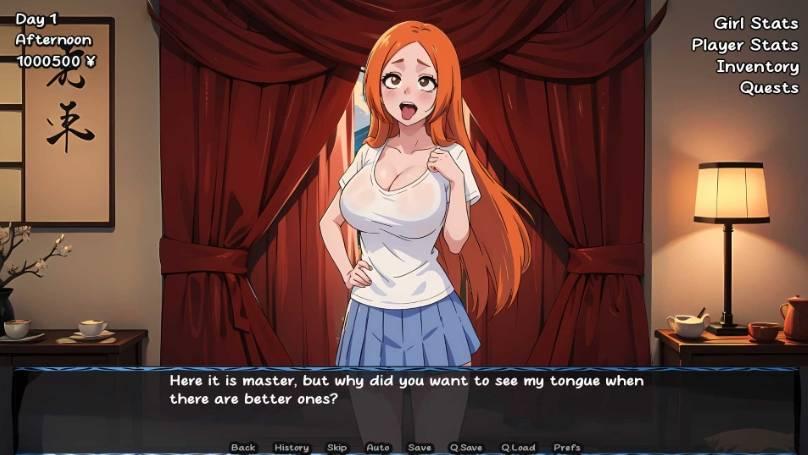 Day 1
Afternoon
1000500 ¥
Girl Stats
Player Stats
Inventory
Quests
Here it is master, but why did you want to see my tongue when
there are better ones?
Back History Skip Auto Save Q.Save Q.Load Prefs